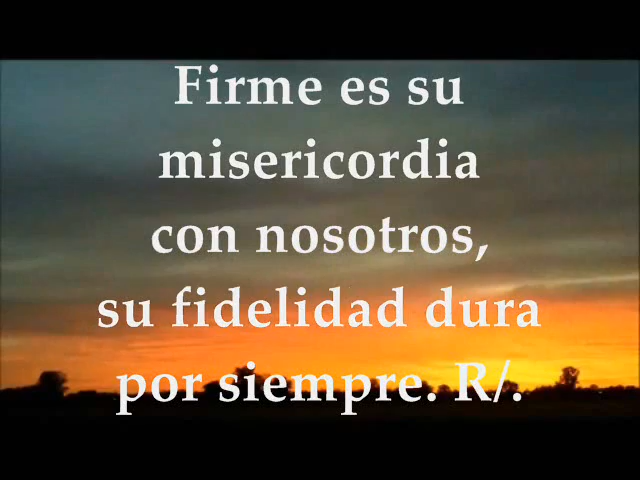 Firme es su
misericordia
con nosotros,
su fidelidad dura
por siempre. R/.